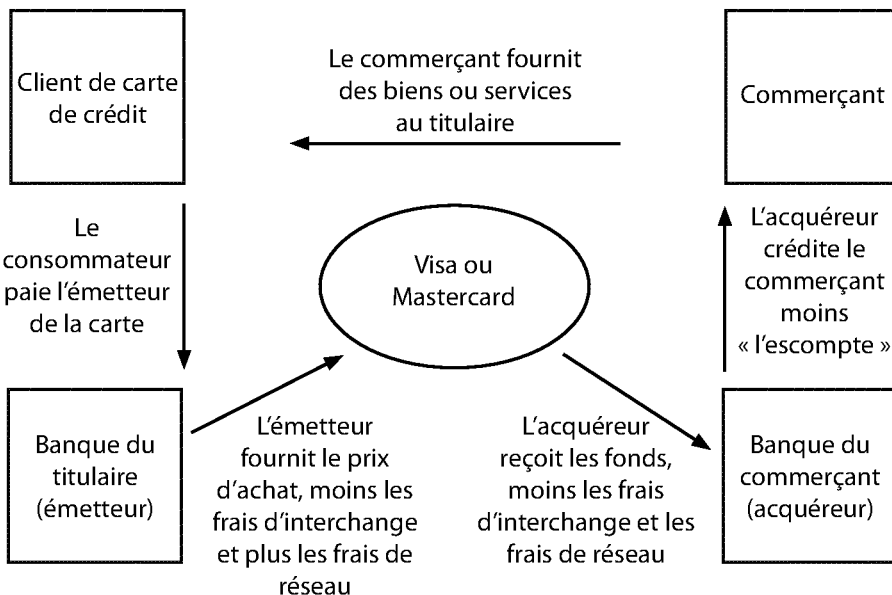 Client de carte
de crédit
Le commerçant fournit
des biens ou services
au titulaire
Commerçant
Le
consommateur
paie l'émetteur
de la carte
Visa ou
Mastercard
L'acquéreur
crédite le
commerçant
moins
« l'escompte »
Banque du
titulaire
(émetteur)
L'émetteur
fournit le prix
d'achat, moins les
frais d'interchange
et plus les frais de
réseau
L'acquéreur
reçoit les fonds,
moins les frais
d'interchange et les
frais de réseau
Banque du
commerçant
(acquéreur)